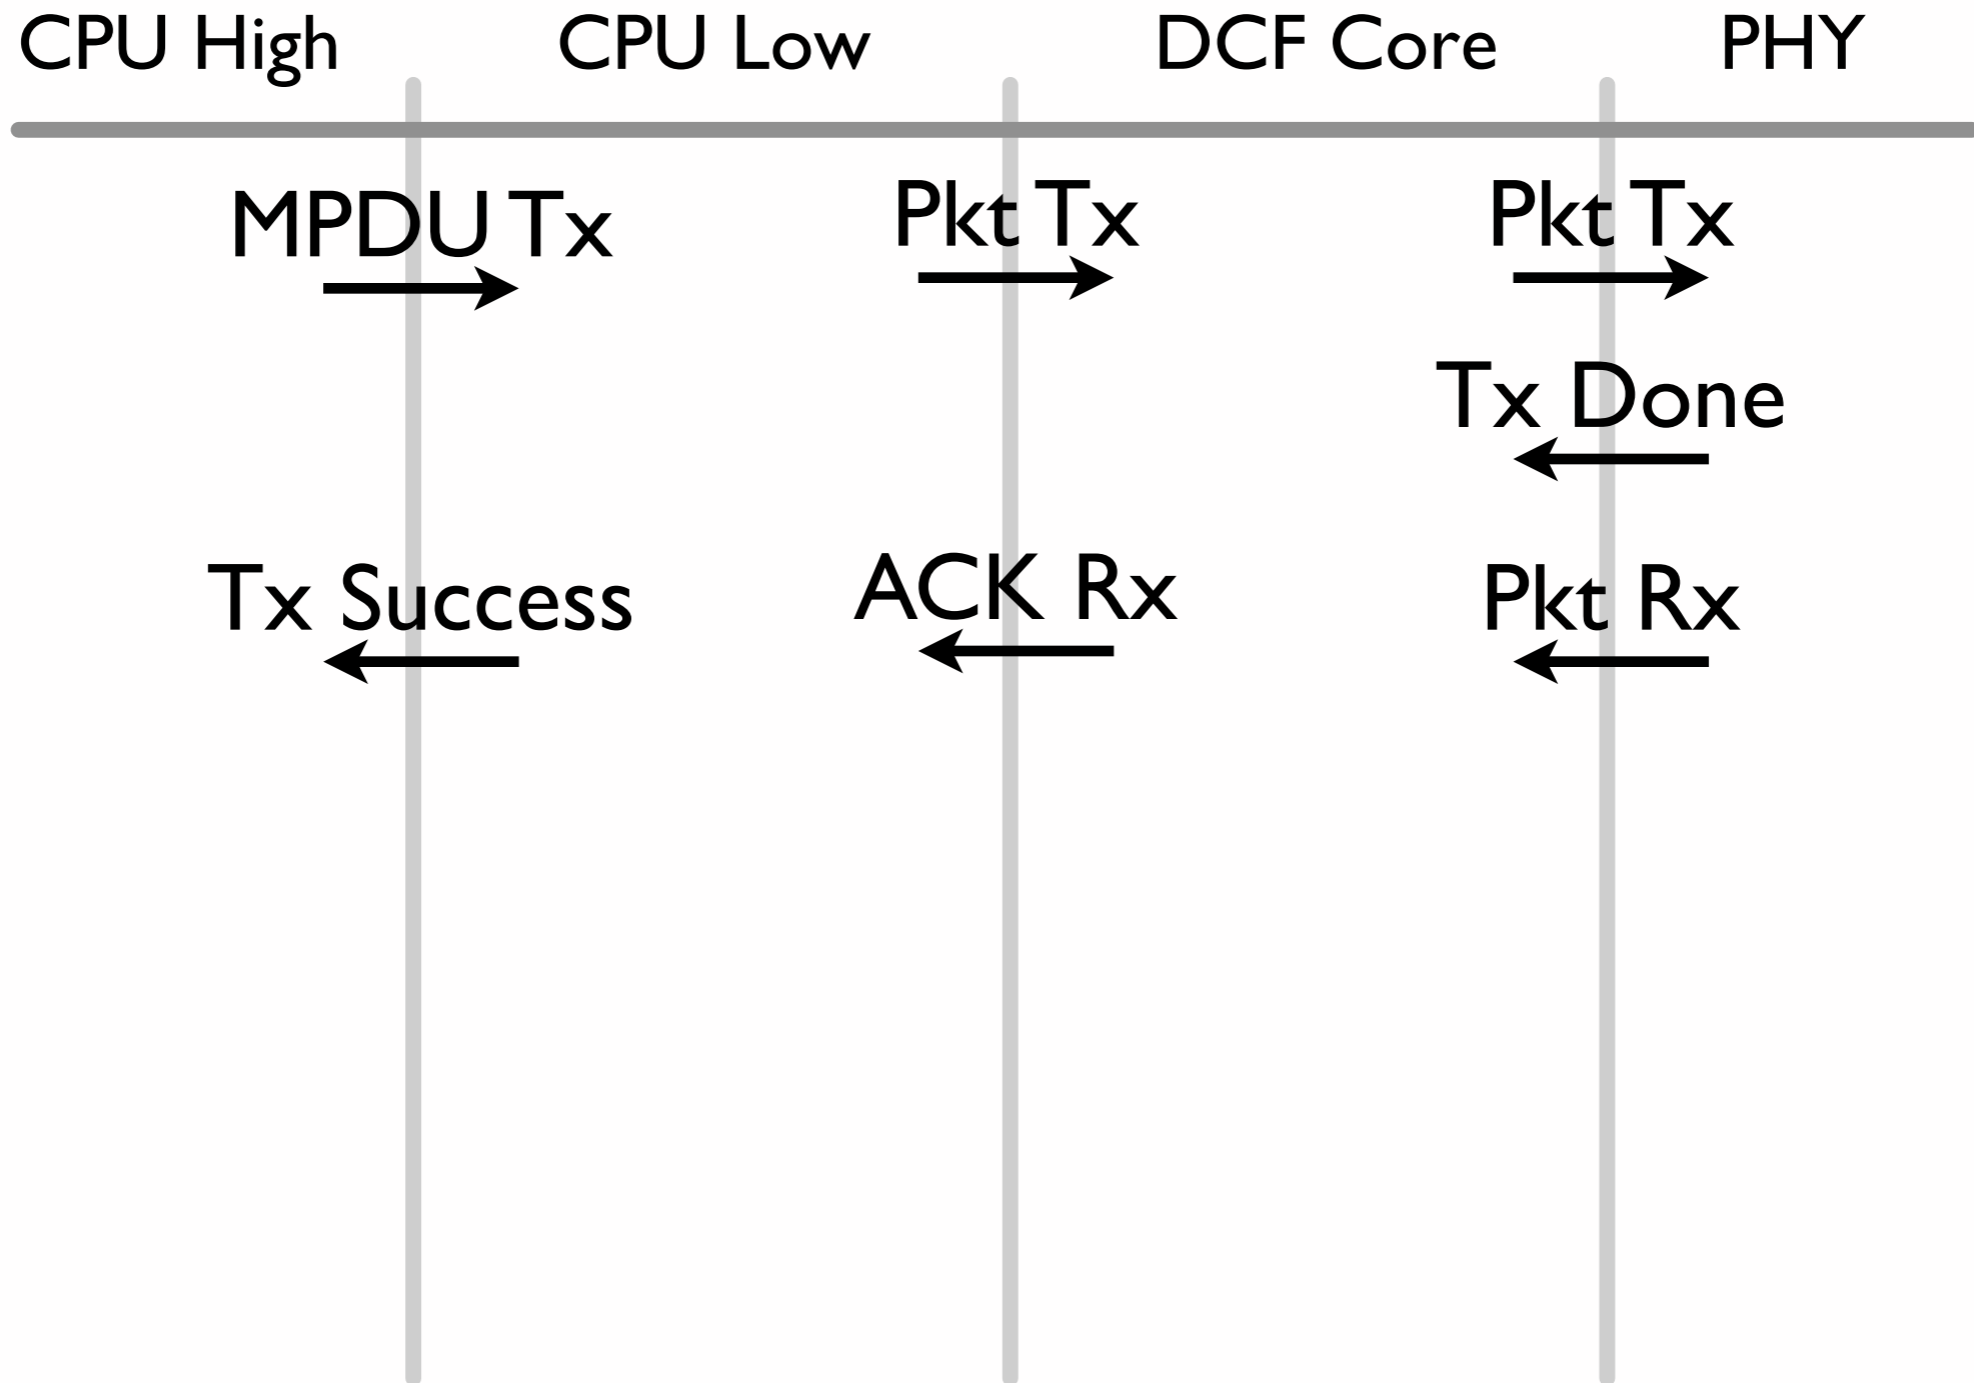 CPU High CPU Low DCF Core PHY
MPDU Tx Pkt Tx Pkt Tx
Tx Done
Tx Success ACK Rx Pkt Rx